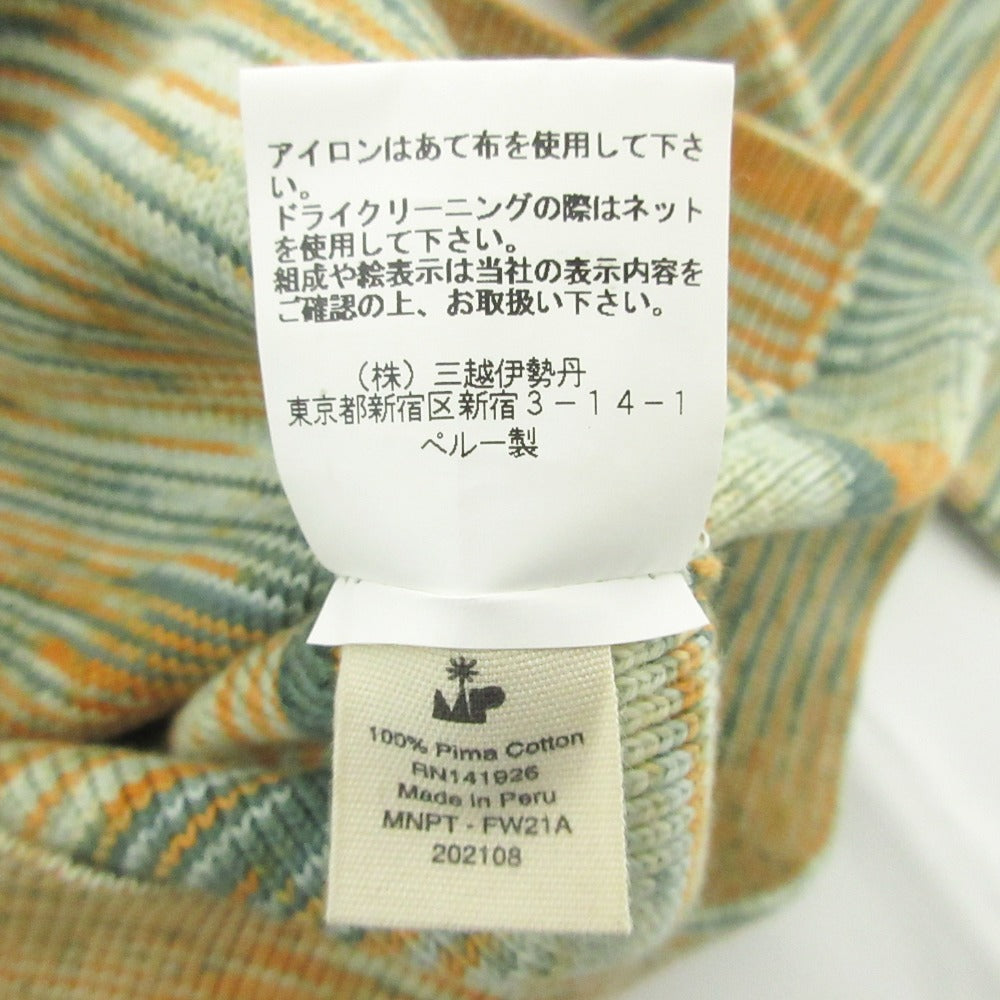 アイロンはあて布を使用して下さ
い。
ドライクリーニングの際はネット
を使用して下さい。
組成や絵表示は当社の表示内容を
ご確認の上、お取扱い下さい。
（株）三越伊勢丹
東京都新宿区新宿３－１４－１
ペルー製
MP
100% Pima Cotton
RN141926
Made in Peru
MNPT - FW21A
202108